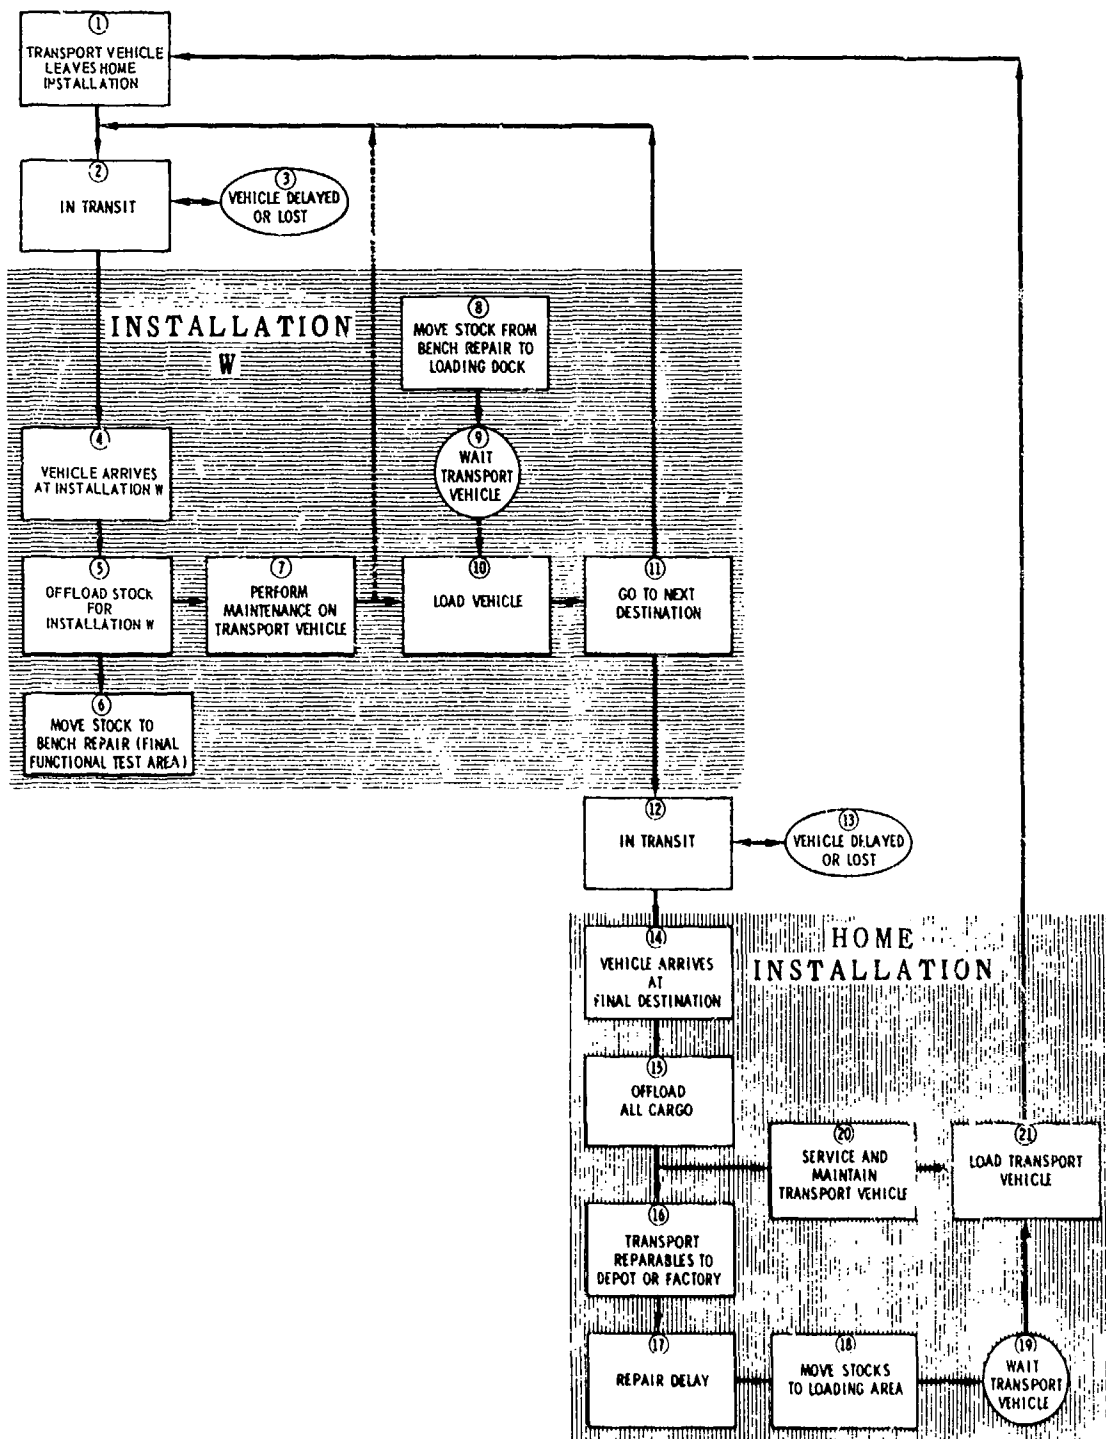 1
TRANSPORT VEHICLE
LEAVES HOME
INSTALLATION
2
IN TRANSIT
3
VEHICLE DELAYED
OR LOST
INSTALLATION
W
4
VEHICLE ARRIVES
AT INSTALLATION W
5
OFFLOAD STOCK
FOR
INSTALLATION W
6
MOVE STOCK TO
BENCH REPAIR (FINAL
FUNCTIONAL TEST AREA)
7
PERFORM
MAINTENANCE ON
TRANSPORT VEHICLE
8
MOVE STOCK FROM
BENCH REPAIR TO
LOADING DOCK
9
WAIT
TRANSPORT
VEHICLE
10
LOAD VEHICLE
11
GO TO NEXT
DESTINATION
12
IN TRANSIT
13
VEHICLE DELAYED
OR LOST
HOME
INSTALLATION
14
VEHICLE ARRIVES
AT
FINAL DESTINATION
15
OFFLOAD
ALL CARGO
16
TRANSPORT
REPARABLES TO
DEPOT OR FACTORY
17
REPAIR DELAY
18
MOVE STOCKS
TO LOADING AREA
19
WAIT
TRANSPORT
VEHICLE
20
SERVICE AND
MAINTAIN
TRANSPORT VEHICLE
21
LOAD TRANSPORT
VEHICLE